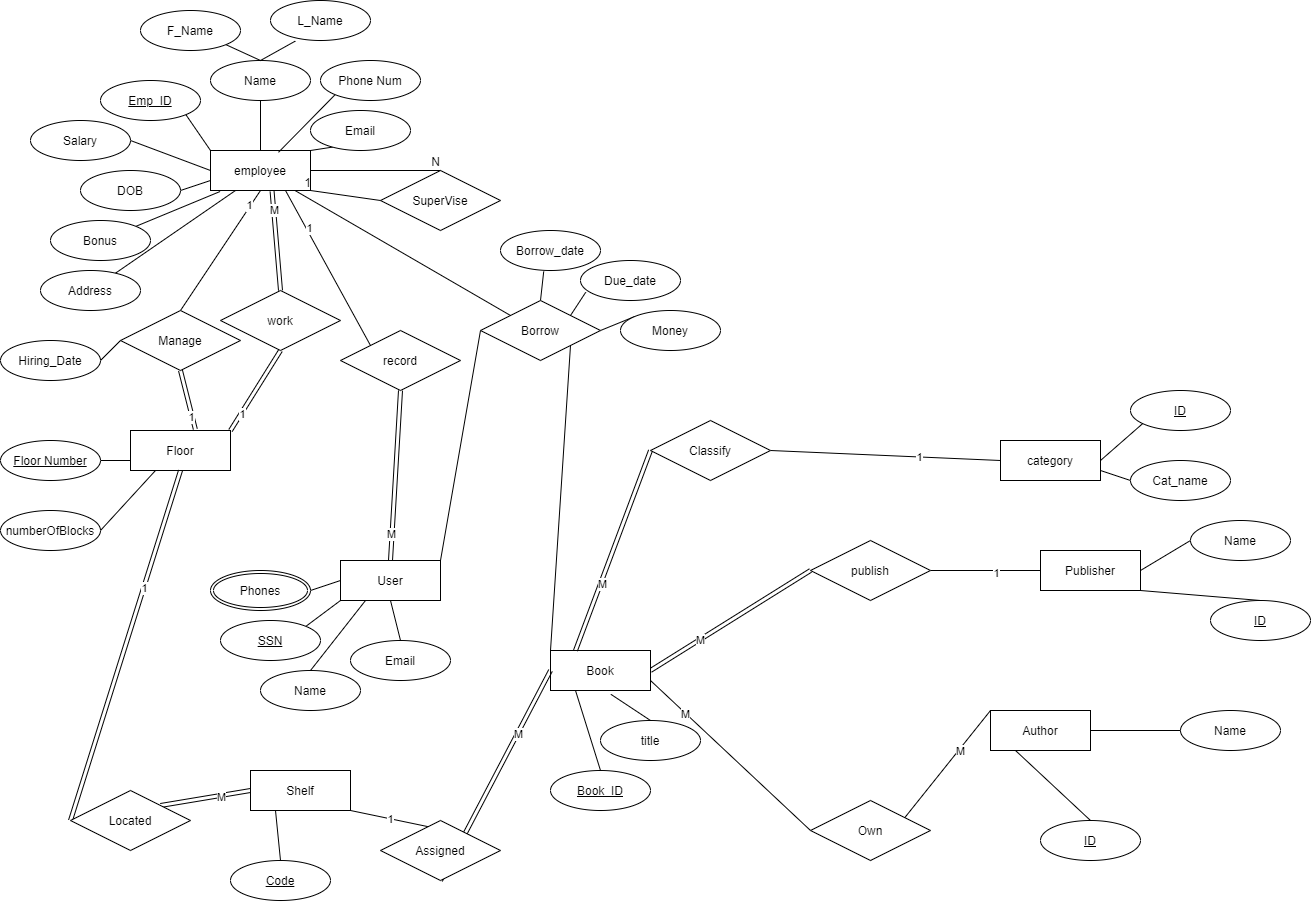 L_Name
F_Name
Name
Phone Num
Emp_ID
Email
Salary
N
employee
1
DOB
SuperVise
1
M
1
Bonus
Borrow_date
Address
Due_date
work
Borrow
Money
Manage
Hiring_Date
record
1
1
ID
Floor
Classify
1
category
Floor Number
Cat_name
numberOfBlocks
M
Name
publish
1
Publisher
User
1
Phones
M
ID
SSN
M
Email
Book
Name
M
M
title
Author
Name
M
Shelf
Book_ID
M
Located
1
Own
ID
Assigned
Code